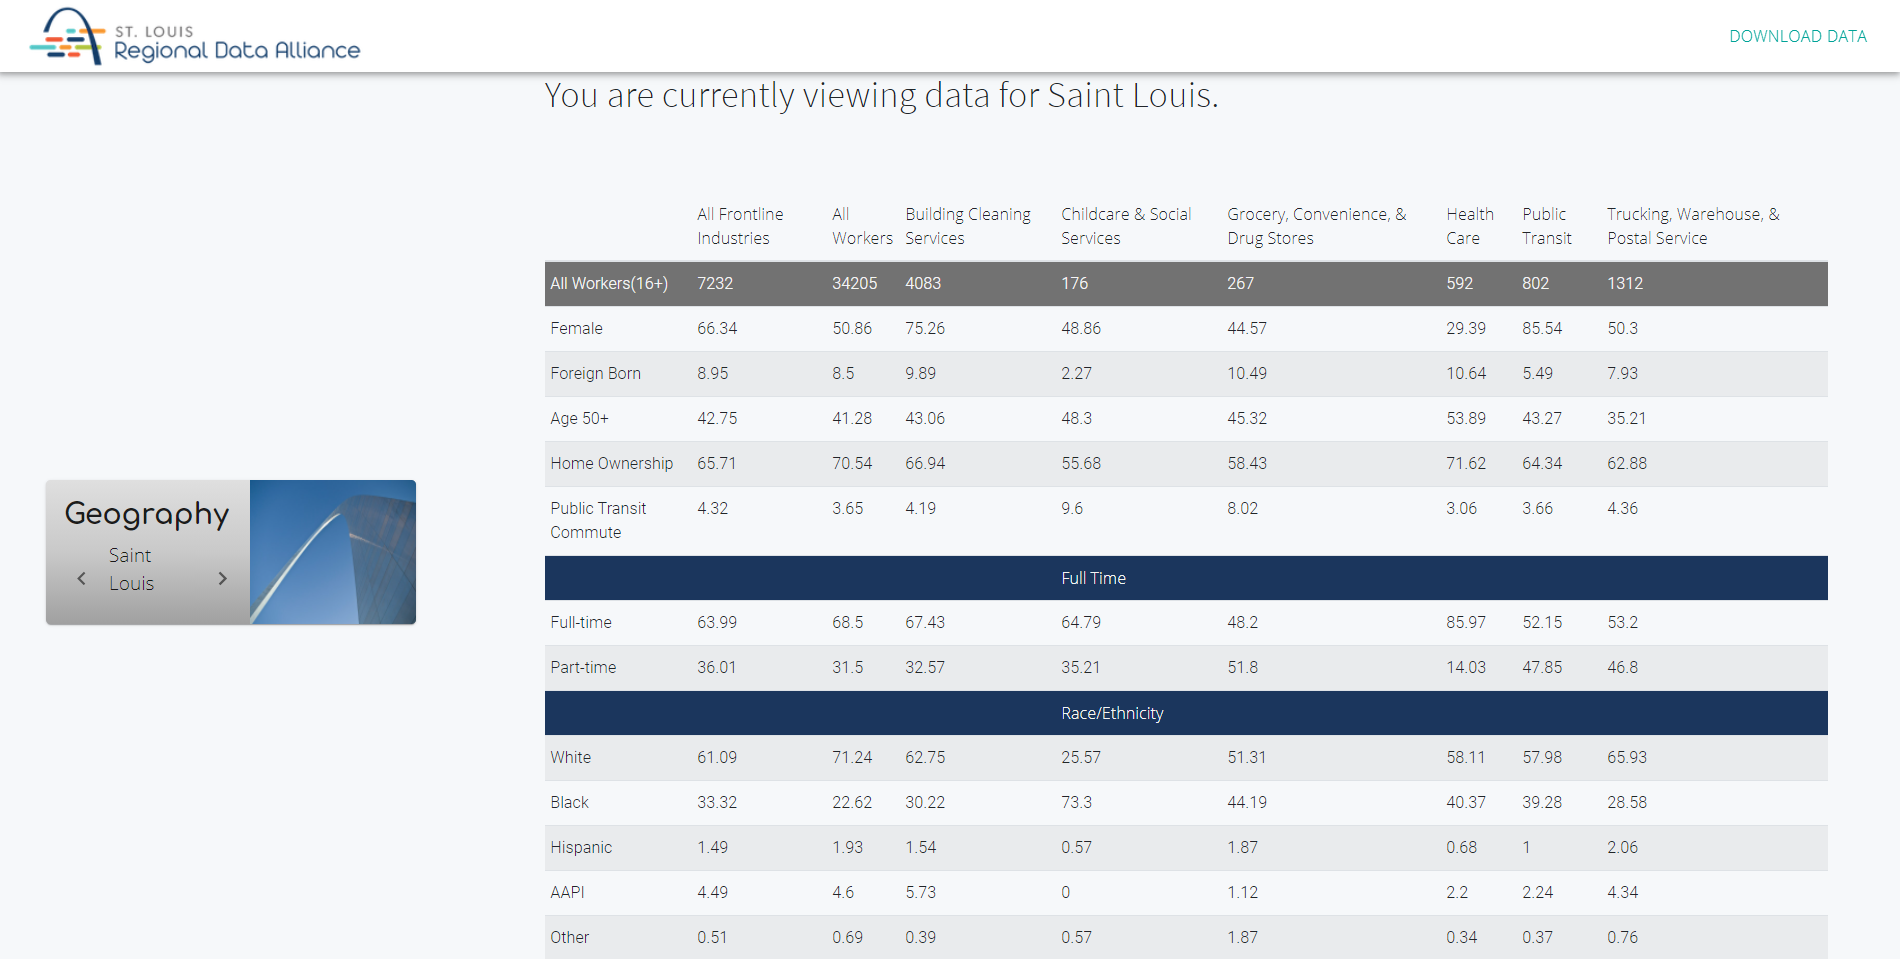 ST. LOUIS
Regional Data Alliance
DOWNLOAD DATA
You are currently viewing data for Saint Louis.
Geography
Saint
Louis
All Frontline All Building Cleaning Childcare & Social Grocery, Convenience, & Health Public Trucking, Warehouse, &
Industries Workers Services Services Drug Stores Care Transit Postal Service
All Workers(16+) 7232 34205 4083 176 267 592 802 1312
Female 66.34 50.86 75.26 48.86 44.57 29.39 85.54 50.3
Foreign Born 8.95 8.5 9.89 2.27 10.49 10.64 5.49 7.93
Age 50+ 42.75 41.28 43.06 48.3 45.32 53.89 43.27 35.21
Home Ownership 65.71 70.54 66.94 55.68 58.43 71.62 64.34 62.88
Public Transit 4.32 3.65 4.19 9.6 8.02 3.06 3.66 4.36
Commute
Full Time
Full-time 63.99 68.5 67.43 64.79 48.2 85.97 52.15 53.2
Part-time 36.01 31.5 32.57 35.21 51.8 14.03 47.85 46.8
Race/Ethnicity
White 61.09 71.24 62.75 25.57 51.31 58.11 57.98 65.93
Black 33.32 22.62 30.22 73.3 44.19 40.37 39.28 28.58
Hispanic 1.49 1.93 1.54 0.57 1.87 0.68 1 2.06
AAPI 4.49 4.6 5.73 0 1.12 2.2 2.24 4.34
Other 0.51 0.69 0.39 0.57 1.87 0.34 0.37 0.76